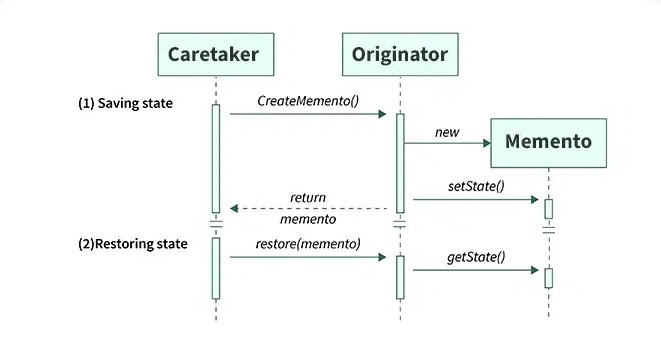 Caretaker
Originator
(1) Saving state
CreateMemento()
new
Memento
setState()
return
memento
(2)Restoring state
restore(memento)
getState()